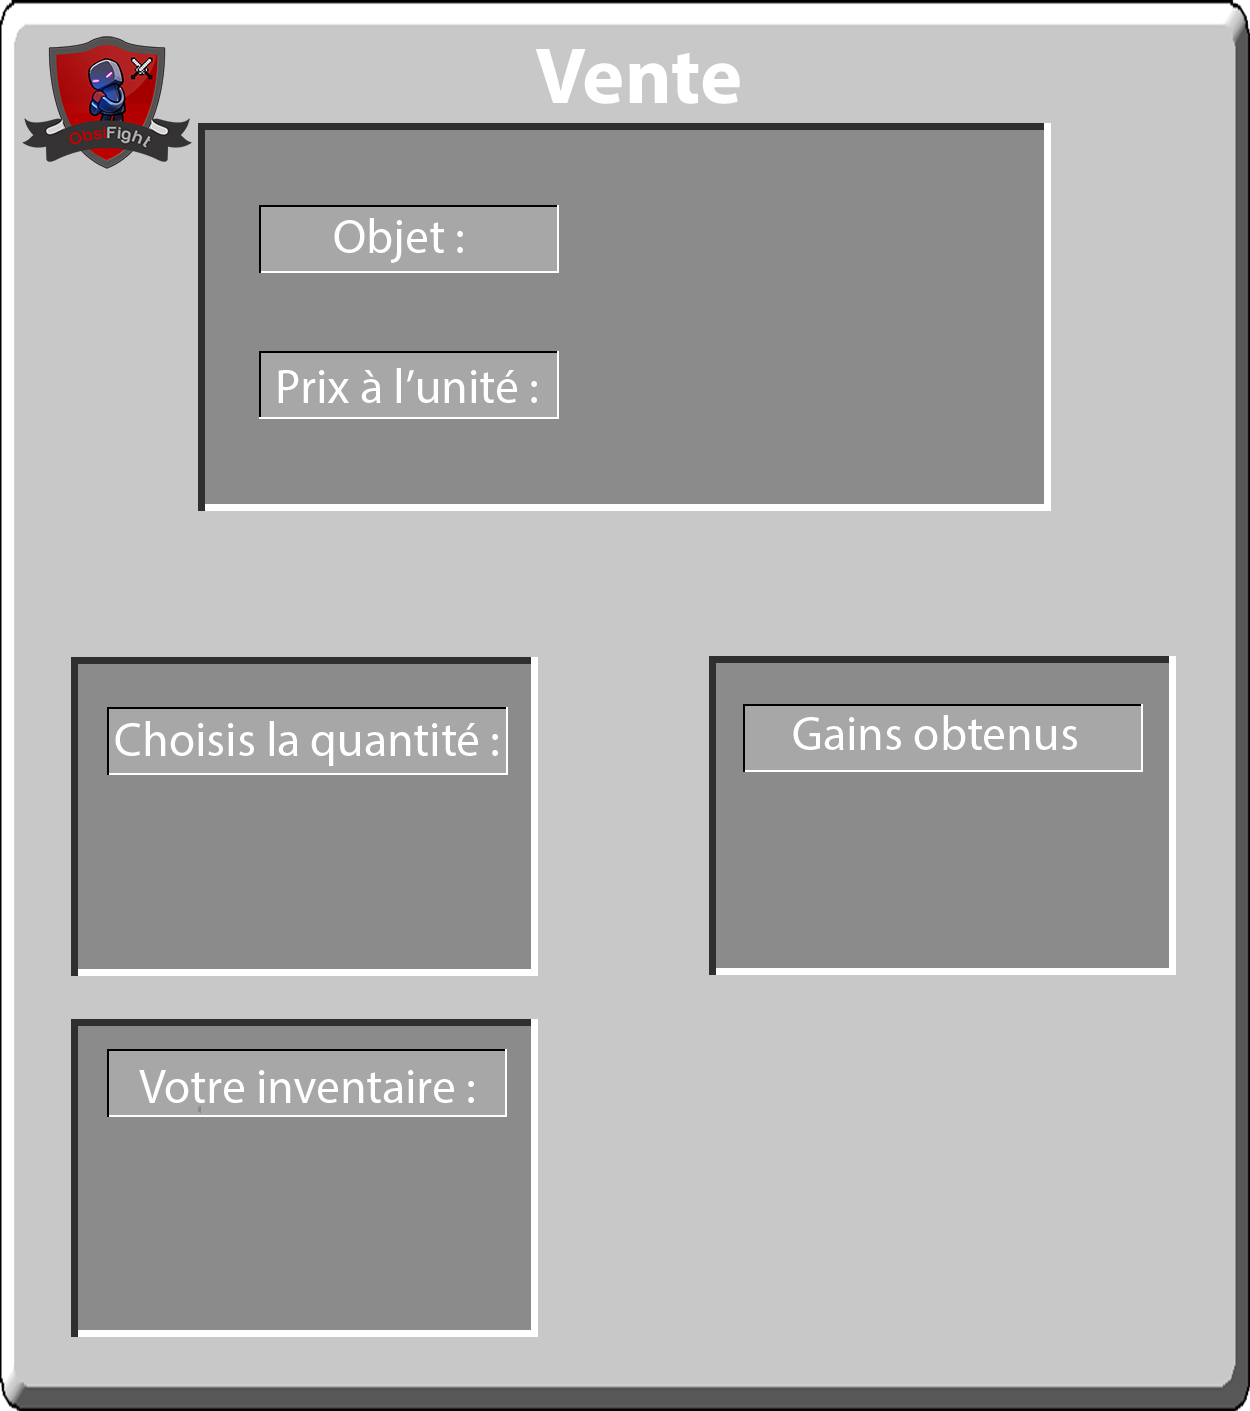 Vente
ObsiFight
Objet :
Prix à l’unité :
Choisis la quantité :
Gains obtenus
Votre inventaire :